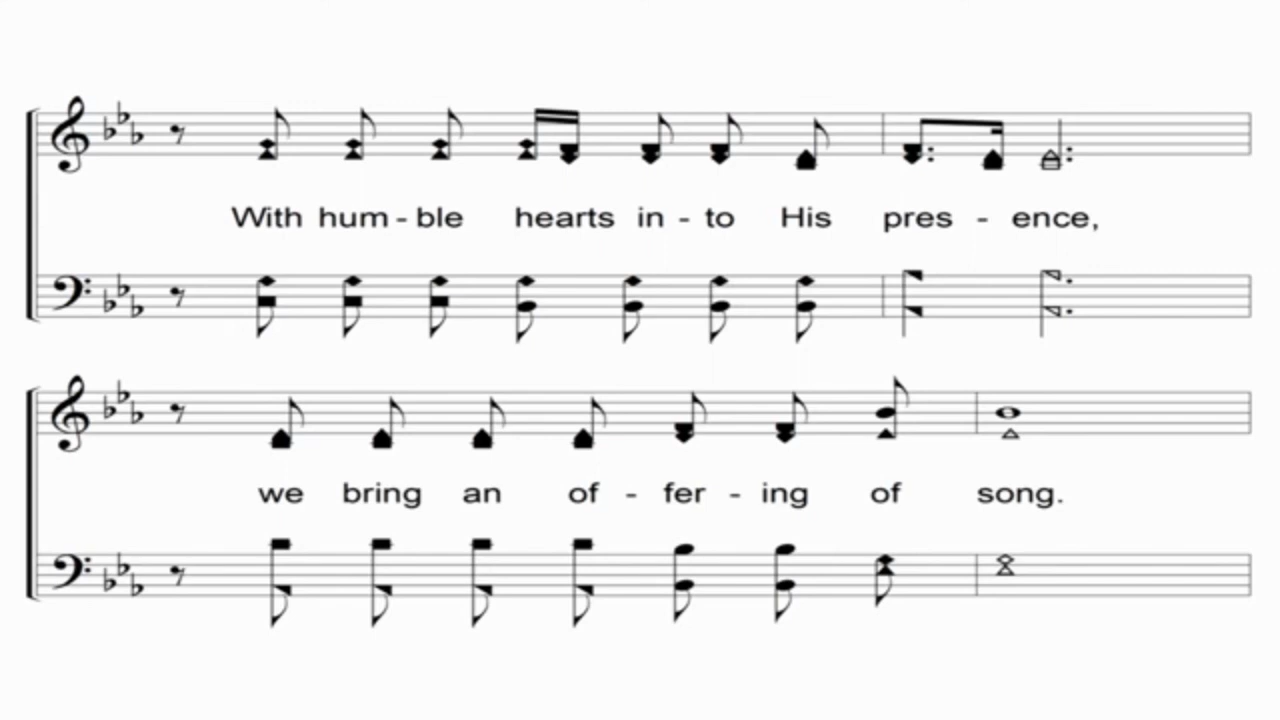 With hum - ble hearts in - to His pres - ence,
we bring an of - fer - ing of song.